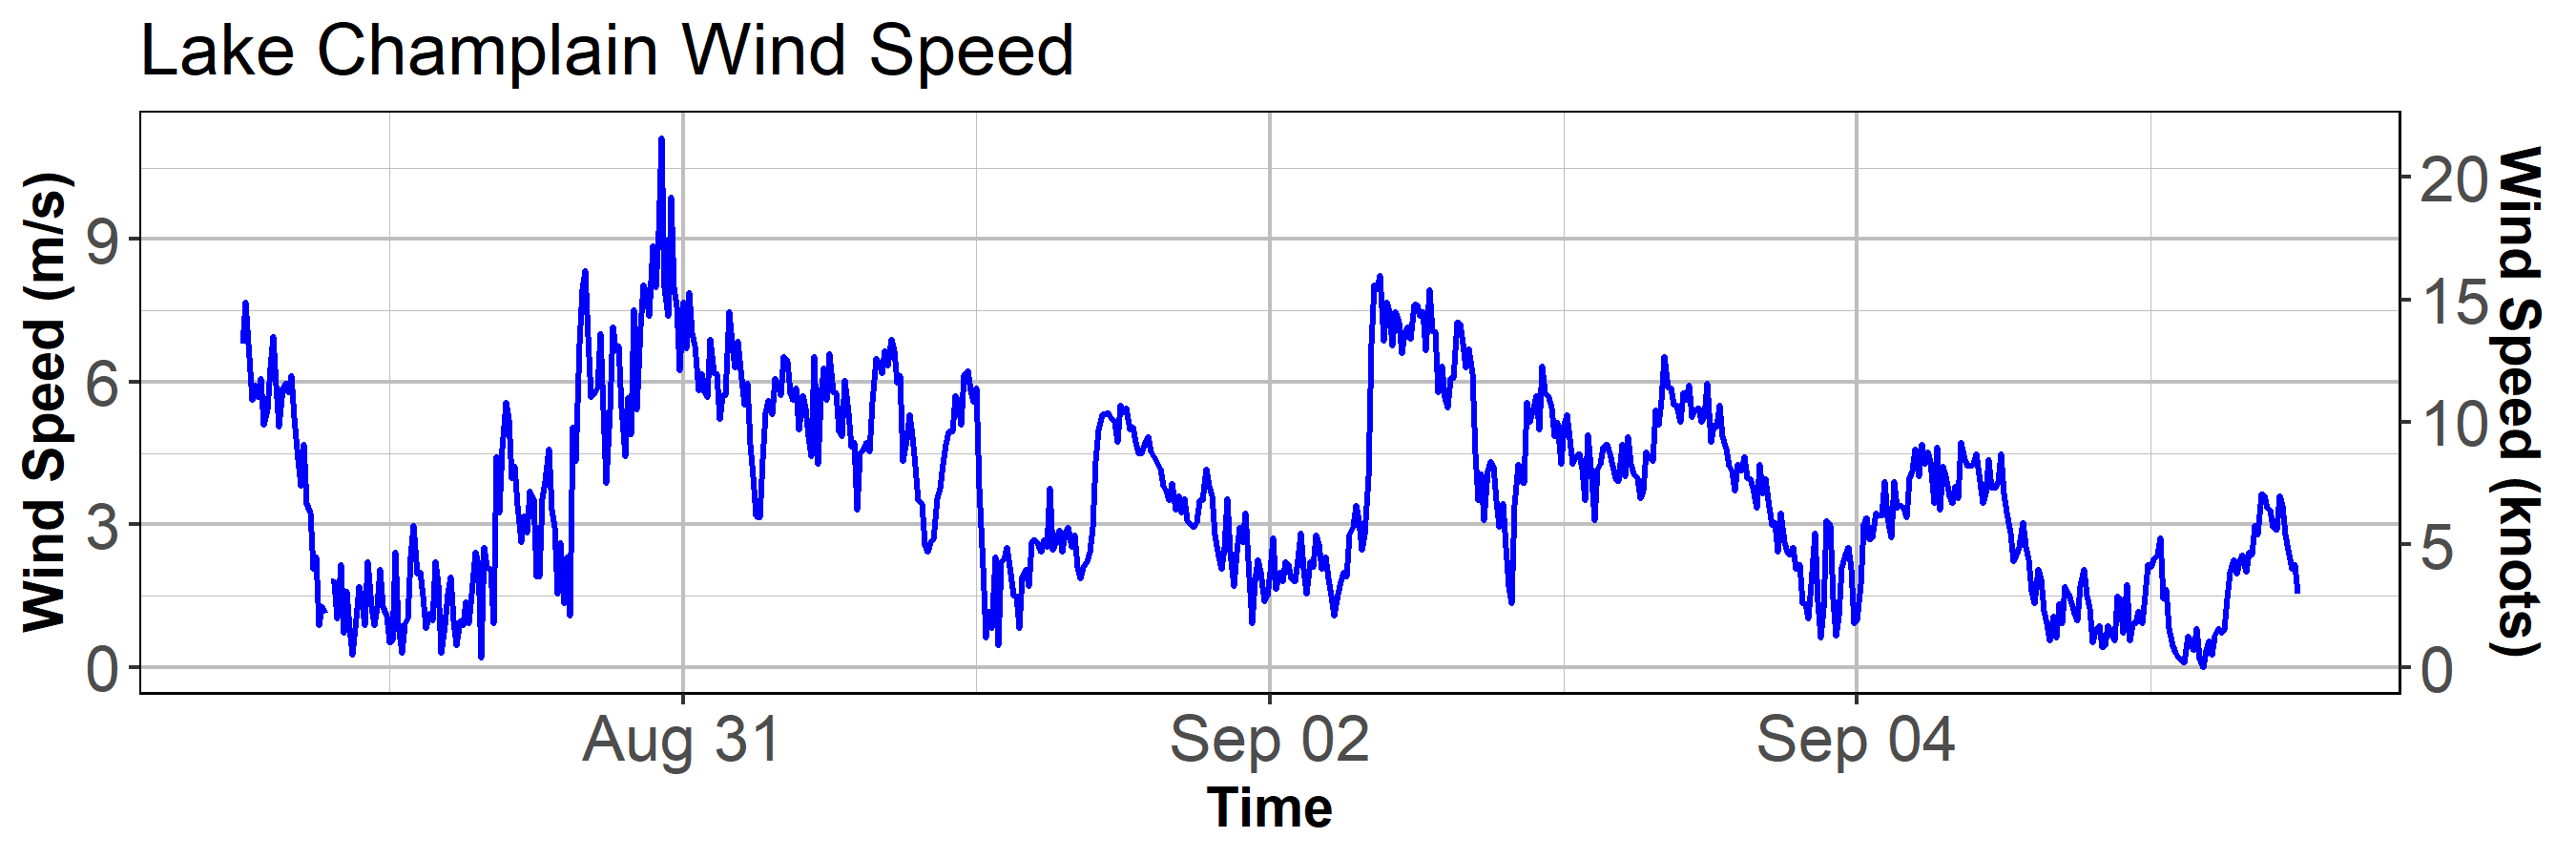 Lake Champlain Wind Speed
Wind Speed (m/s)
9
6
3
0
20
15
10
5
0
Wind Speed (knots)
Aug 31
Sep 02
Sep 04
Time